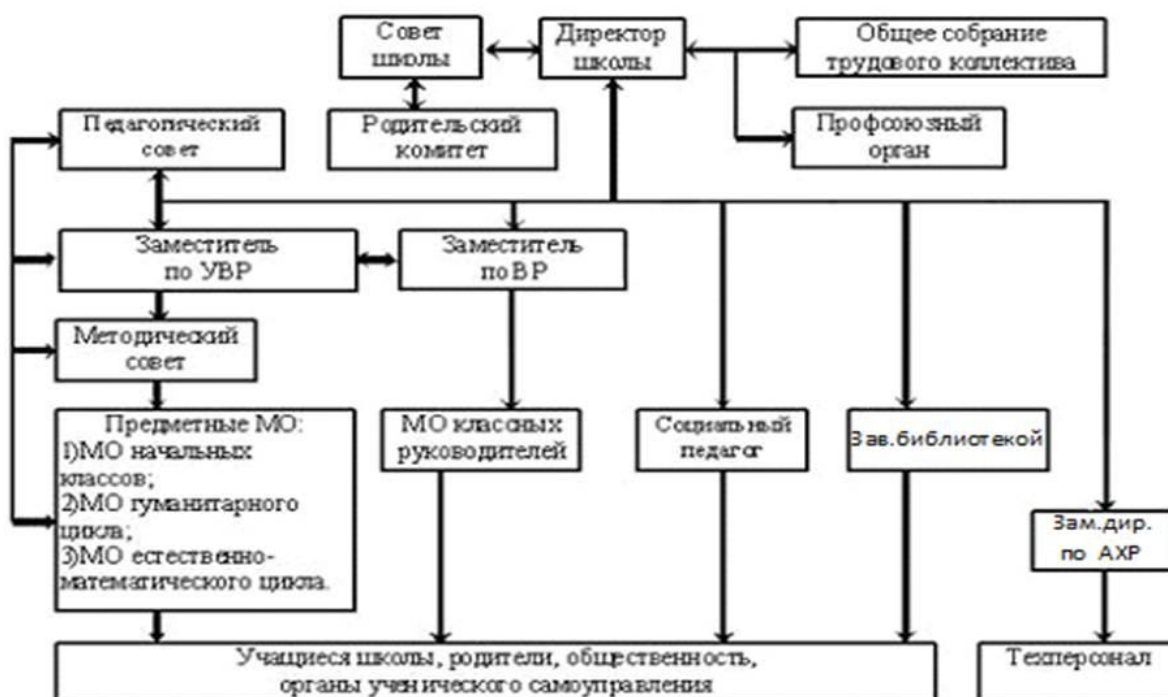 Совет
школы
Директор
школы
Общее собрание
трудового коллектива
Педагогический
совет
Родительский
комитет
Профсоюзный
орган
Заместитель
по УВР
Заместитель
по ВР
Методический
совет
Предметные МО:
1)МО начальных
классов;
2)МО гуманитарного
цикла;
3)МО естественно-
математического цикла.
МО классных
руководителей
Социальный
педагог
Зав.библиотекой
Зам.дир.
по АХР
Учащиеся школы, родители, общественность,
органы ученического самоуправления
Техперсонал